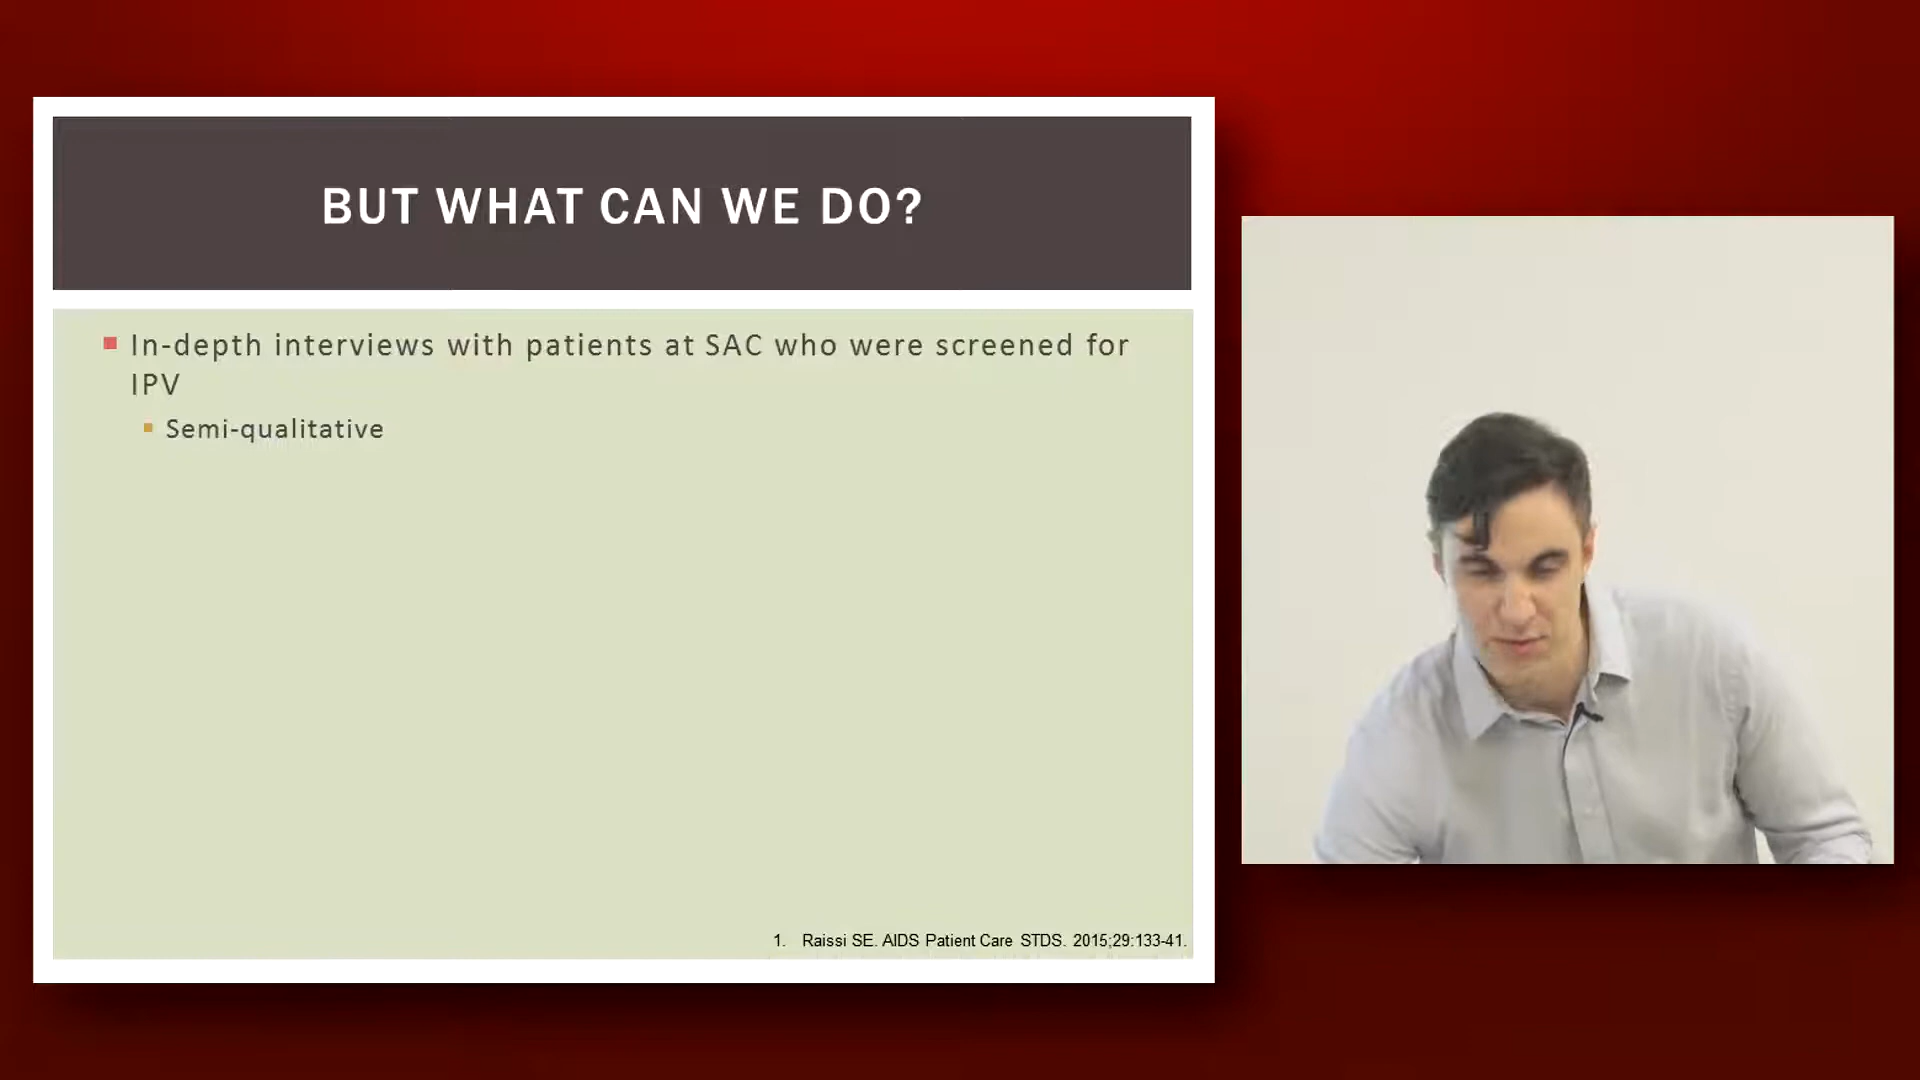 BUT WHAT CAN WE DO?
In-depth interviews with patients at SAC who were screened for
IPV
Semi-qualitative
1. Raissi SE. AIDS Patient Care STDS. 2015;29:133-41.